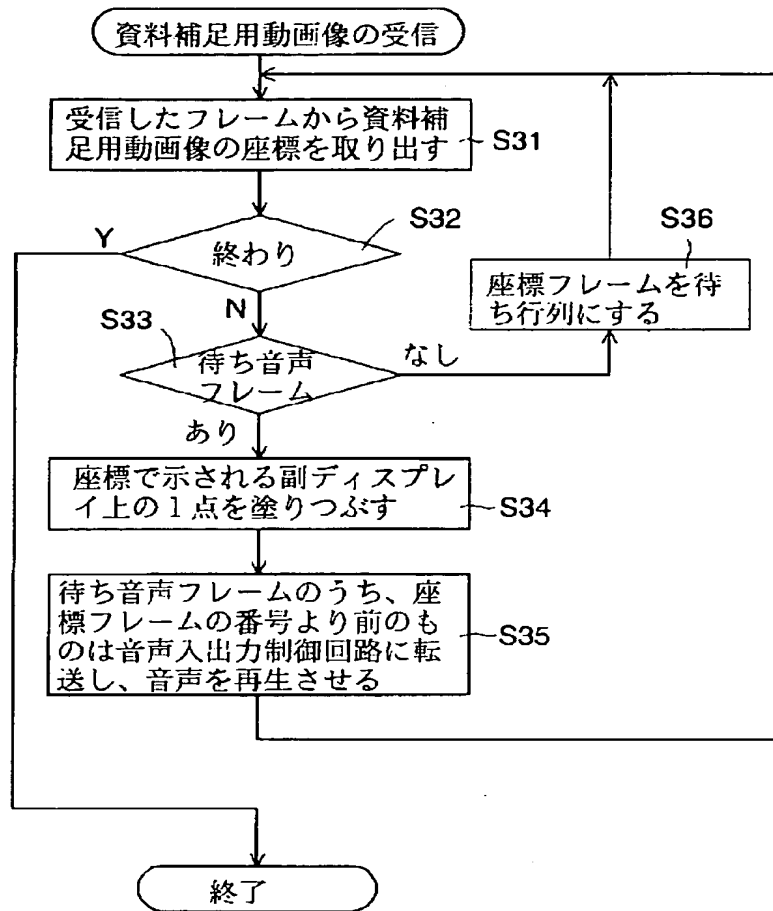 資料補足用動画像の受信
受信したフレームから資料補
足用動画像の座標を取り出す
S31
S32
Y
終わり
N
S36
座標フレームを待
ち行列にする
S33
待ち音声
フレーム
なし
あり
座標で示される副ディスプレ
イ上の1点を塗りつぶす
S34
待ち音声フレームのうち、座
標フレームの番号より前のも
のは音声入出力制御回路に転
送し、音声を再生させる
S35
終了